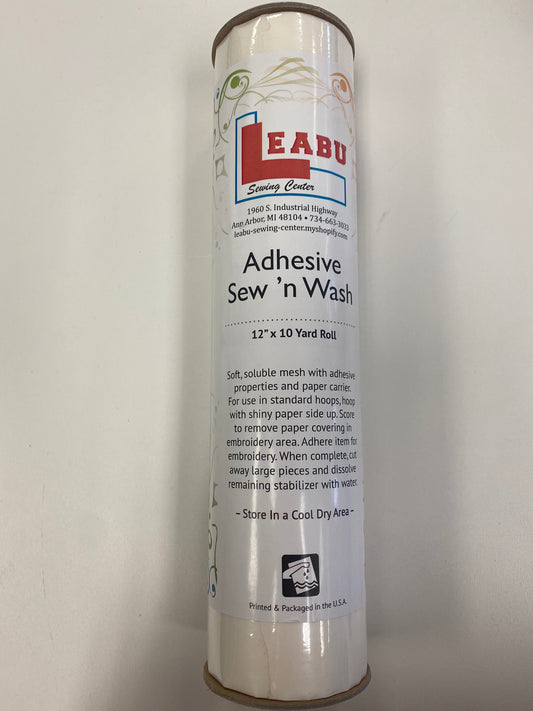 LEABU
Sewing Center
1960 S. Industrial Highway
Ann Arbor, MI 48104 • 734-663-3033
leabu-sewing-center.myshopify.com
Adhesive
Sew 'n Wash
12" x 10 Yard Roll
Soft, soluble mesh with adhesive
properties and paper carrier.
For use in standard hoops, hoop
with shiny paper side up. Score
to remove paper covering in
embroidery area. Adhere item for
embroidery. When complete, cut
away large pieces and dissolve
remaining stabilizer with water.
– Store In a Cool Dry Area –
Printed & Packaged in the U.S.A.